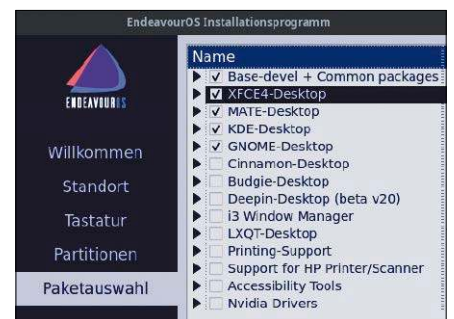 EndeavourOS Installationsprogramm
ENDEAVOUROS
Willkommen
Standort
Tastatur
Partitionen
Paketauswahl
Name
Base-devel + Common packages
XFCE4-Desktop
MATE-Desktop
KDE-Desktop
GNOME-Desktop
Cinnamon-Desktop
Budgie-Desktop
Deepin-Desktop (beta v20)
i3 Window Manager
LXQT-Desktop
Printing-Support
Support for HP Printer/Scanner
Accessibility Tools
Nvidia Drivers